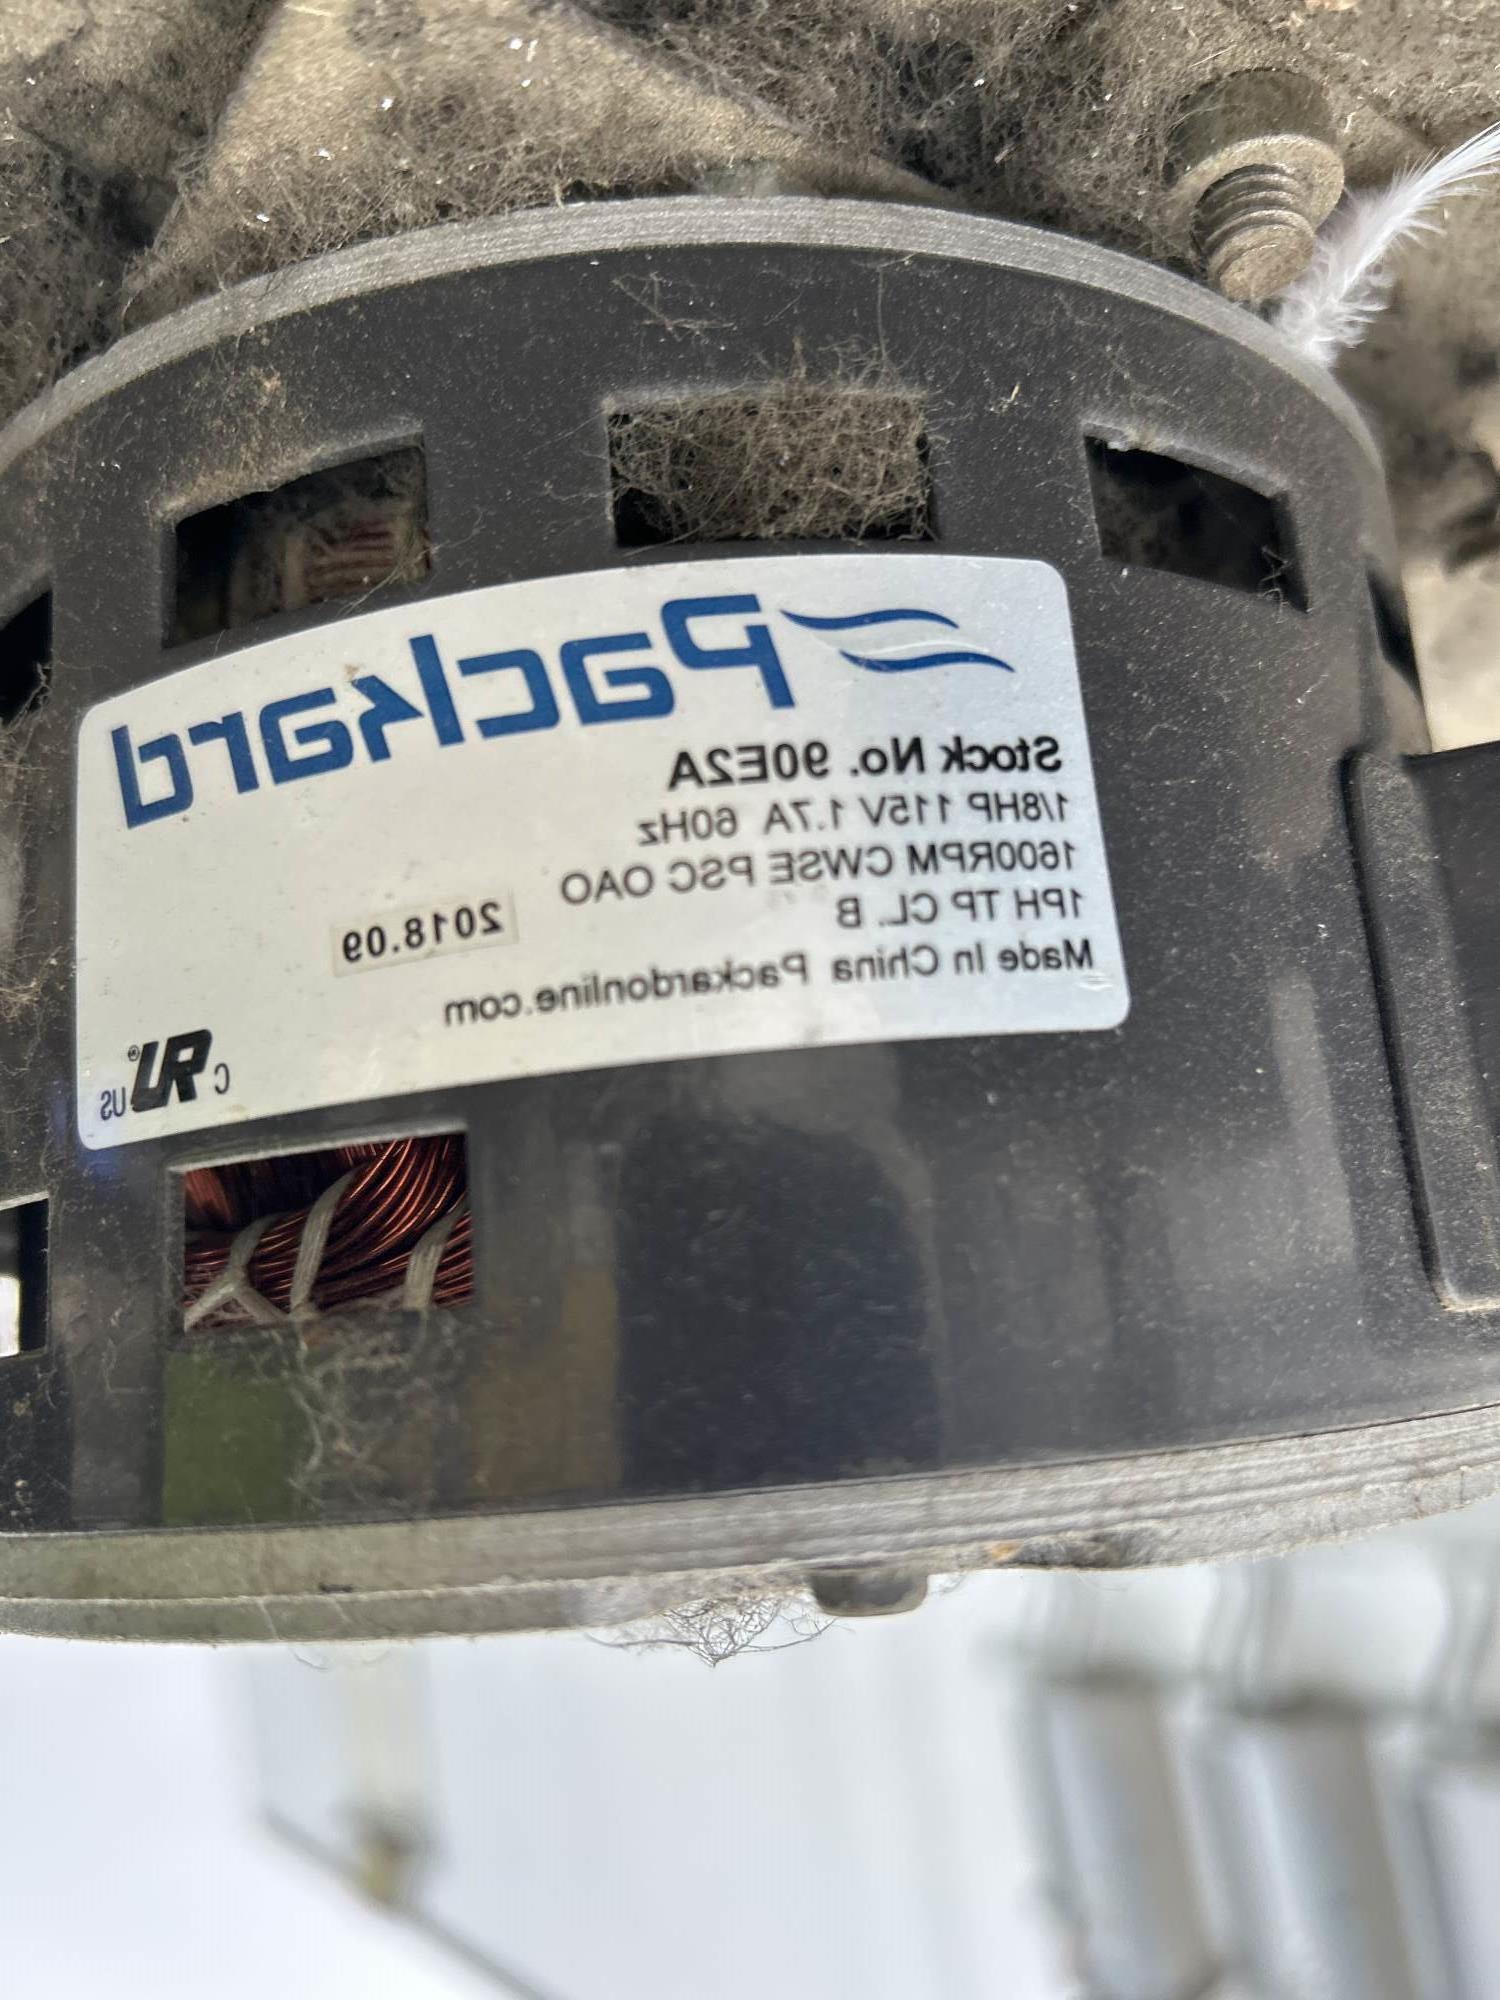 Packard
Stock No. 90E2A
1/8HP 115V 1.7A 60Hz
1600RPM CWSE PSC OAO
1PH TP CL. B
2018.09
Made In China Packardonline.com
c RU® US